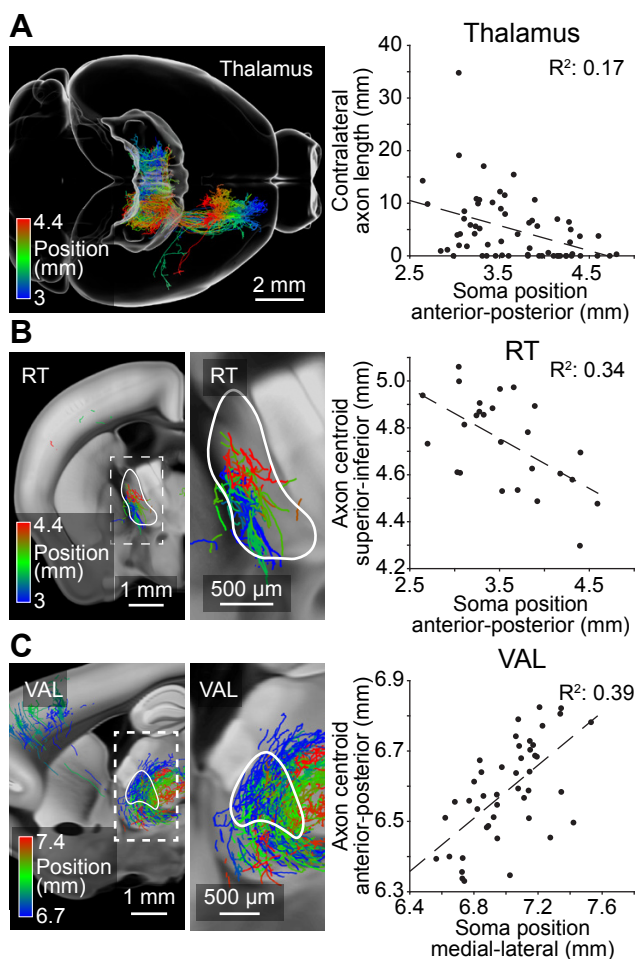 A
Thalamus
4.4
Position
(mm)
3
2 mm
Thalamus
R²: 0.17
Contralateral
axon length (mm)
40
30
20
10
0
2.5
3.5
4.5
Soma position
anterior-posterior (mm)
B
RT
4.4
Position
(mm)
3
1 mm
RT
500 µm
RT
R²: 0.34
Axon centroid
superior-inferior (mm)
5.0
4.8
4.6
4.4
4.2
2.5
3.5
4.5
Soma position
anterior-posterior (mm)
C
VAL
7.4
Position
(mm)
6.7
1 mm
VAL
500 µm
VAL
R²: 0.39
Axon centroid
anterior-posterior (mm)
6.9
6.7
6.5
6.3
6.4
6.8
7.2
7.6
Soma position
medial-lateral (mm)